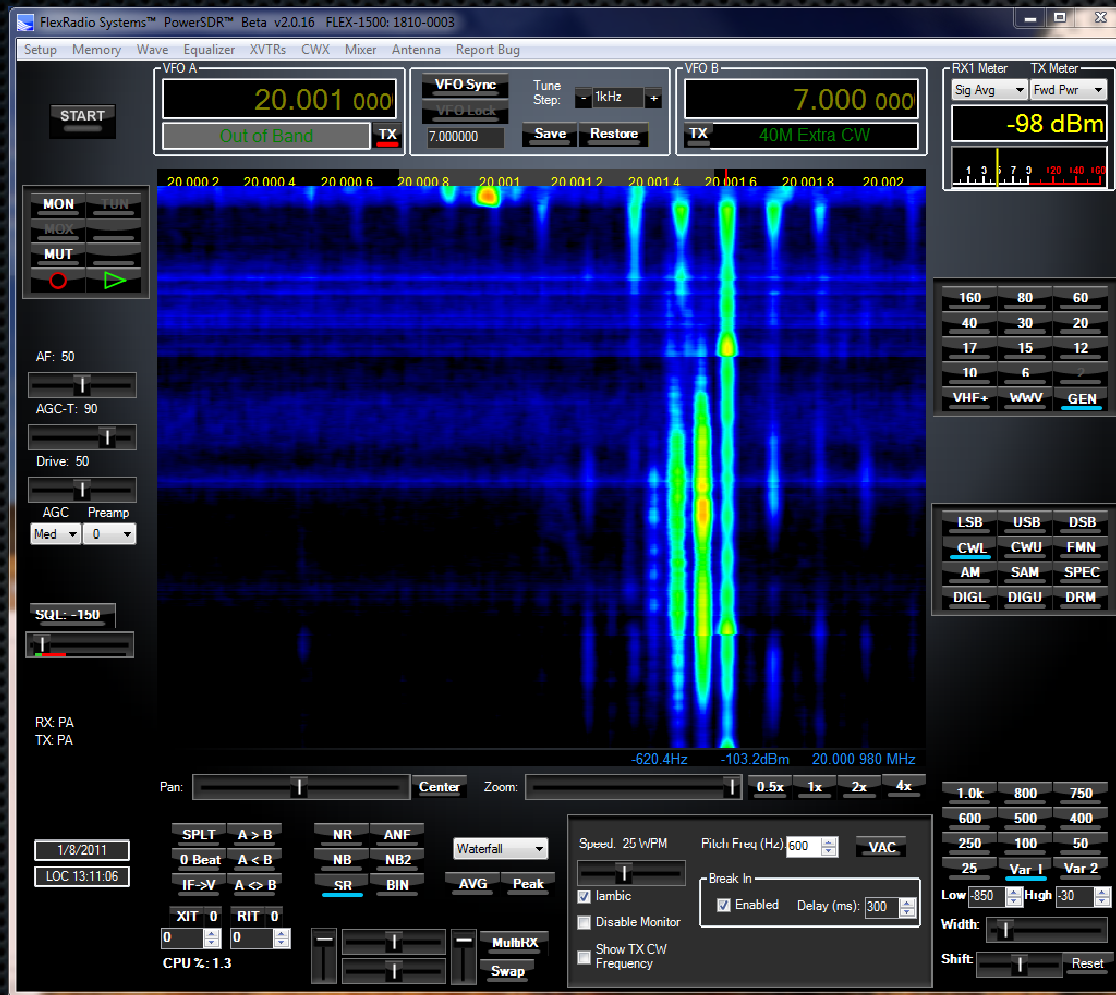 FlexRadio Systems™ PowerSDR™ Beta v2.0.16 FLEX-1500: 1810-0003
Setup Memory Wave Equalizer XVTRs CWX Mixer Antenna Report Bug
START
VFO A
20.001 000
Out of Band TX
VFO Sync
VFO Lock
7.000000
Tune Step: - 1kHz +
Save Restore
VFO B
7.000 000
TX 40M Extra CW
RX1 Meter TX Meter
Sig Avg Fwd Pwr
-98 dBm
1 3 5 7 9 120 140 160
20.000 2 20.000 4 20.000 6 20.000 8 20.001 20.001 2 20.001 4 20.001 6 20.001 8 20.002
MON TUN
MOX
MUT
AF: 50
AGC-T: 90
Drive: 50
AGC Preamp
Med 0
SQL: -150
RX: PA
TX: PA
160 80 60
40 30 20
17 15 12
10 6 2
VHF+ WWV GEN
LSB USB DSB
CWL CWU FMN
AM SAM SPEC
DIGL DIGU DRM
-620.4Hz -103.2dBm 20.000 980 MHz
Pan: Center Zoom: 0.5x 1x 2x 4x
1/8/2011
LOC 13:11:06
SPLT A > B
0 Beat A < B
IF->V A <> B
XIT 0 RIT 0
0 0
CPU %: 1.3
NR ANF
NB NB2
SR BIN
Waterfall
AVG Peak
MultiRX
Swap
Speed: 25 WPM
Iambic
Disable Monitor
Show TX CW
Frequency
Pitch Freq (Hz): 600 VAC
Break In
Enabled Delay (ms): 300
1.0k 800 750
600 500 400
250 100 50
25 Var 1 Var 2
Low -850 High -30
Width:
Shift: Reset